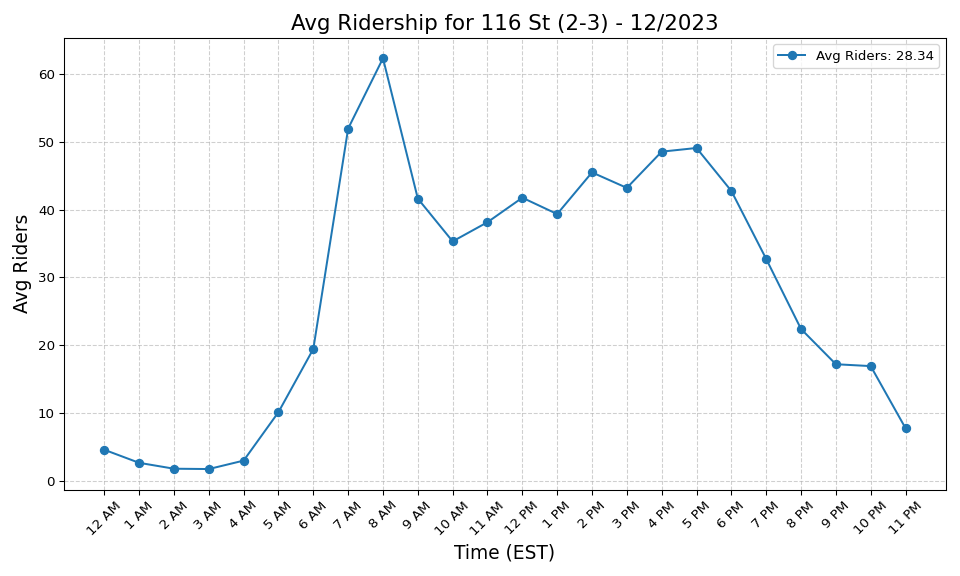 Avg Ridership for 116 St (2-3) - 12/2023
Avg Riders: 28.34
Avg Riders
60
50
40
30
20
10
0
12 AM
1 AM
2 AM
3 AM
4 AM
5 AM
6 AM
7 AM
8 AM
9 AM
10 AM
11 AM
12 PM
1 PM
2 PM
3 PM
4 PM
5 PM
6 PM
7 PM
8 PM
9 PM
10 PM
11 PM
Time (EST)